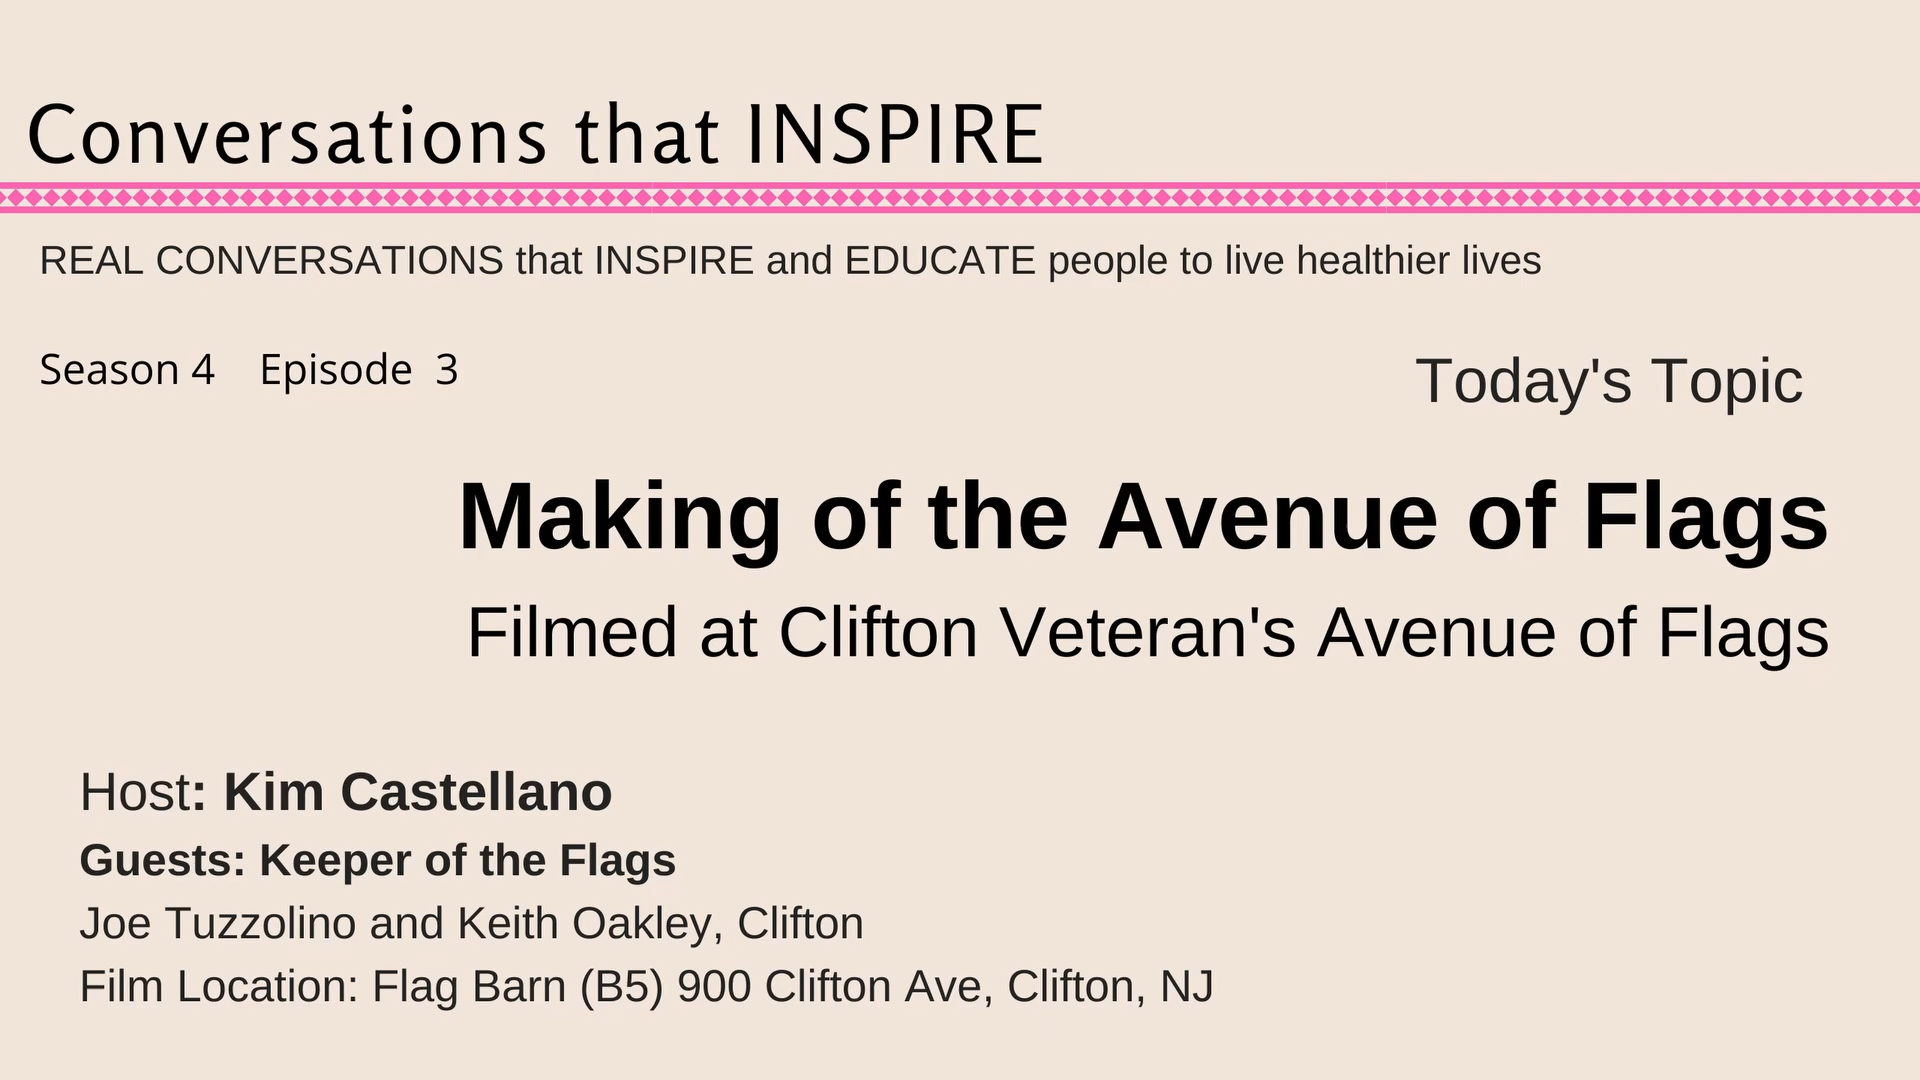 Conversations that INSPIRE
REAL CONVERSATIONS that INSPIRE and EDUCATE people to live healthier lives
Season 4 Episode 3
Today's Topic
Making of the Avenue of Flags
Filmed at Clifton Veteran's Avenue of Flags
Host: Kim Castellano
Guests: Keeper of the Flags
Joe Tuzzolino and Keith Oakley, Clifton
Film Location: Flag Barn (B5) 900 Clifton Ave, Clifton, NJ